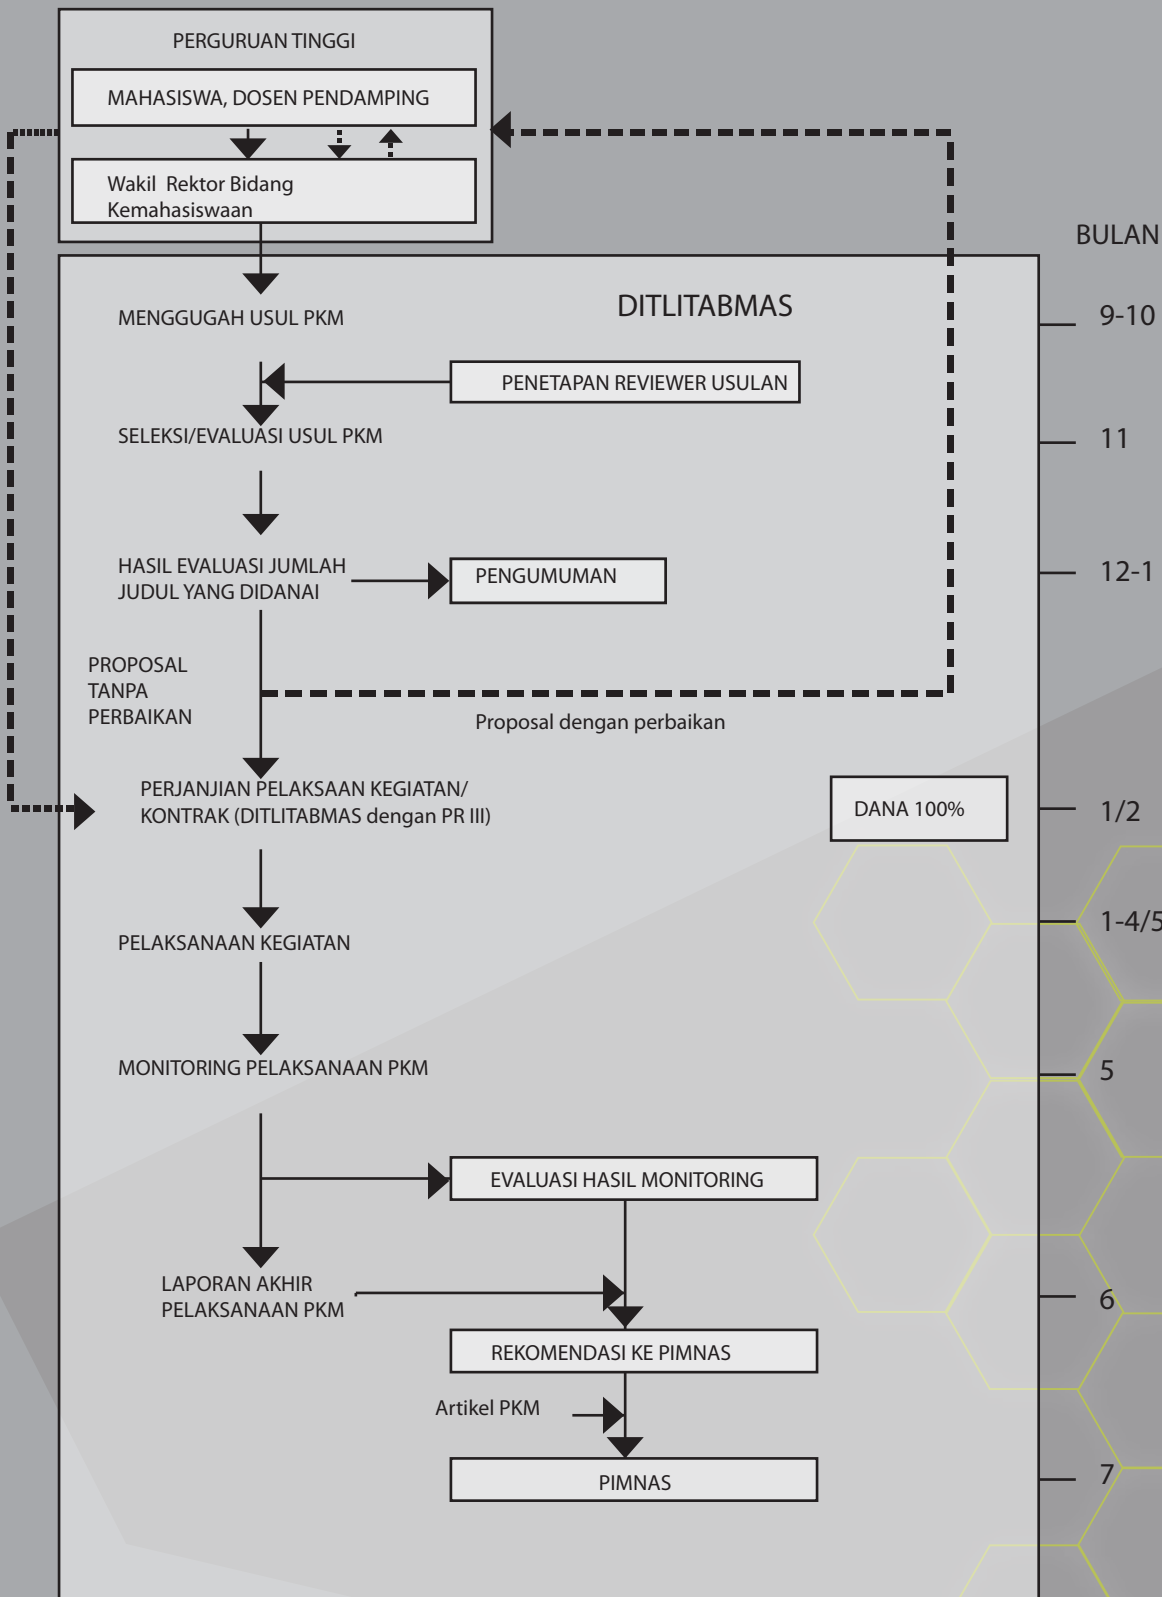 PERGURUAN TINGGI
MAHASISWA, DOSEN PENDAMPING
Wakil Rektor Bidang
Kemahasiswaan
BULAN
DITLITABMAS
MENGGUGAH USUL PKM
9-10
PENETAPAN REVIEWER USULAN
SELEKSI/EVALUASI USUL PKM
11
HASIL EVALUASI JUMLAH
JUDUL YANG DIDANAI
PENGUMUMAN
12-1
PROPOSAL
TANPA
PERBAIKAN
Proposal dengan perbaikan
PERJANJIAN PELAKSAAN KEGIATAN/
KONTRAK (DITLITABMAS dengan PR III)
DANA 100%
1/2
PELAKSANAAN KEGIATAN
1-4/5
MONITORING PELAKSANAAN PKM
5
EVALUASI HASIL MONITORING
LAPORAN AKHIR
PELAKSANAAN PKM
6
REKOMENDASI KE PIMNAS
Artikel PKM
PIMNAS
7